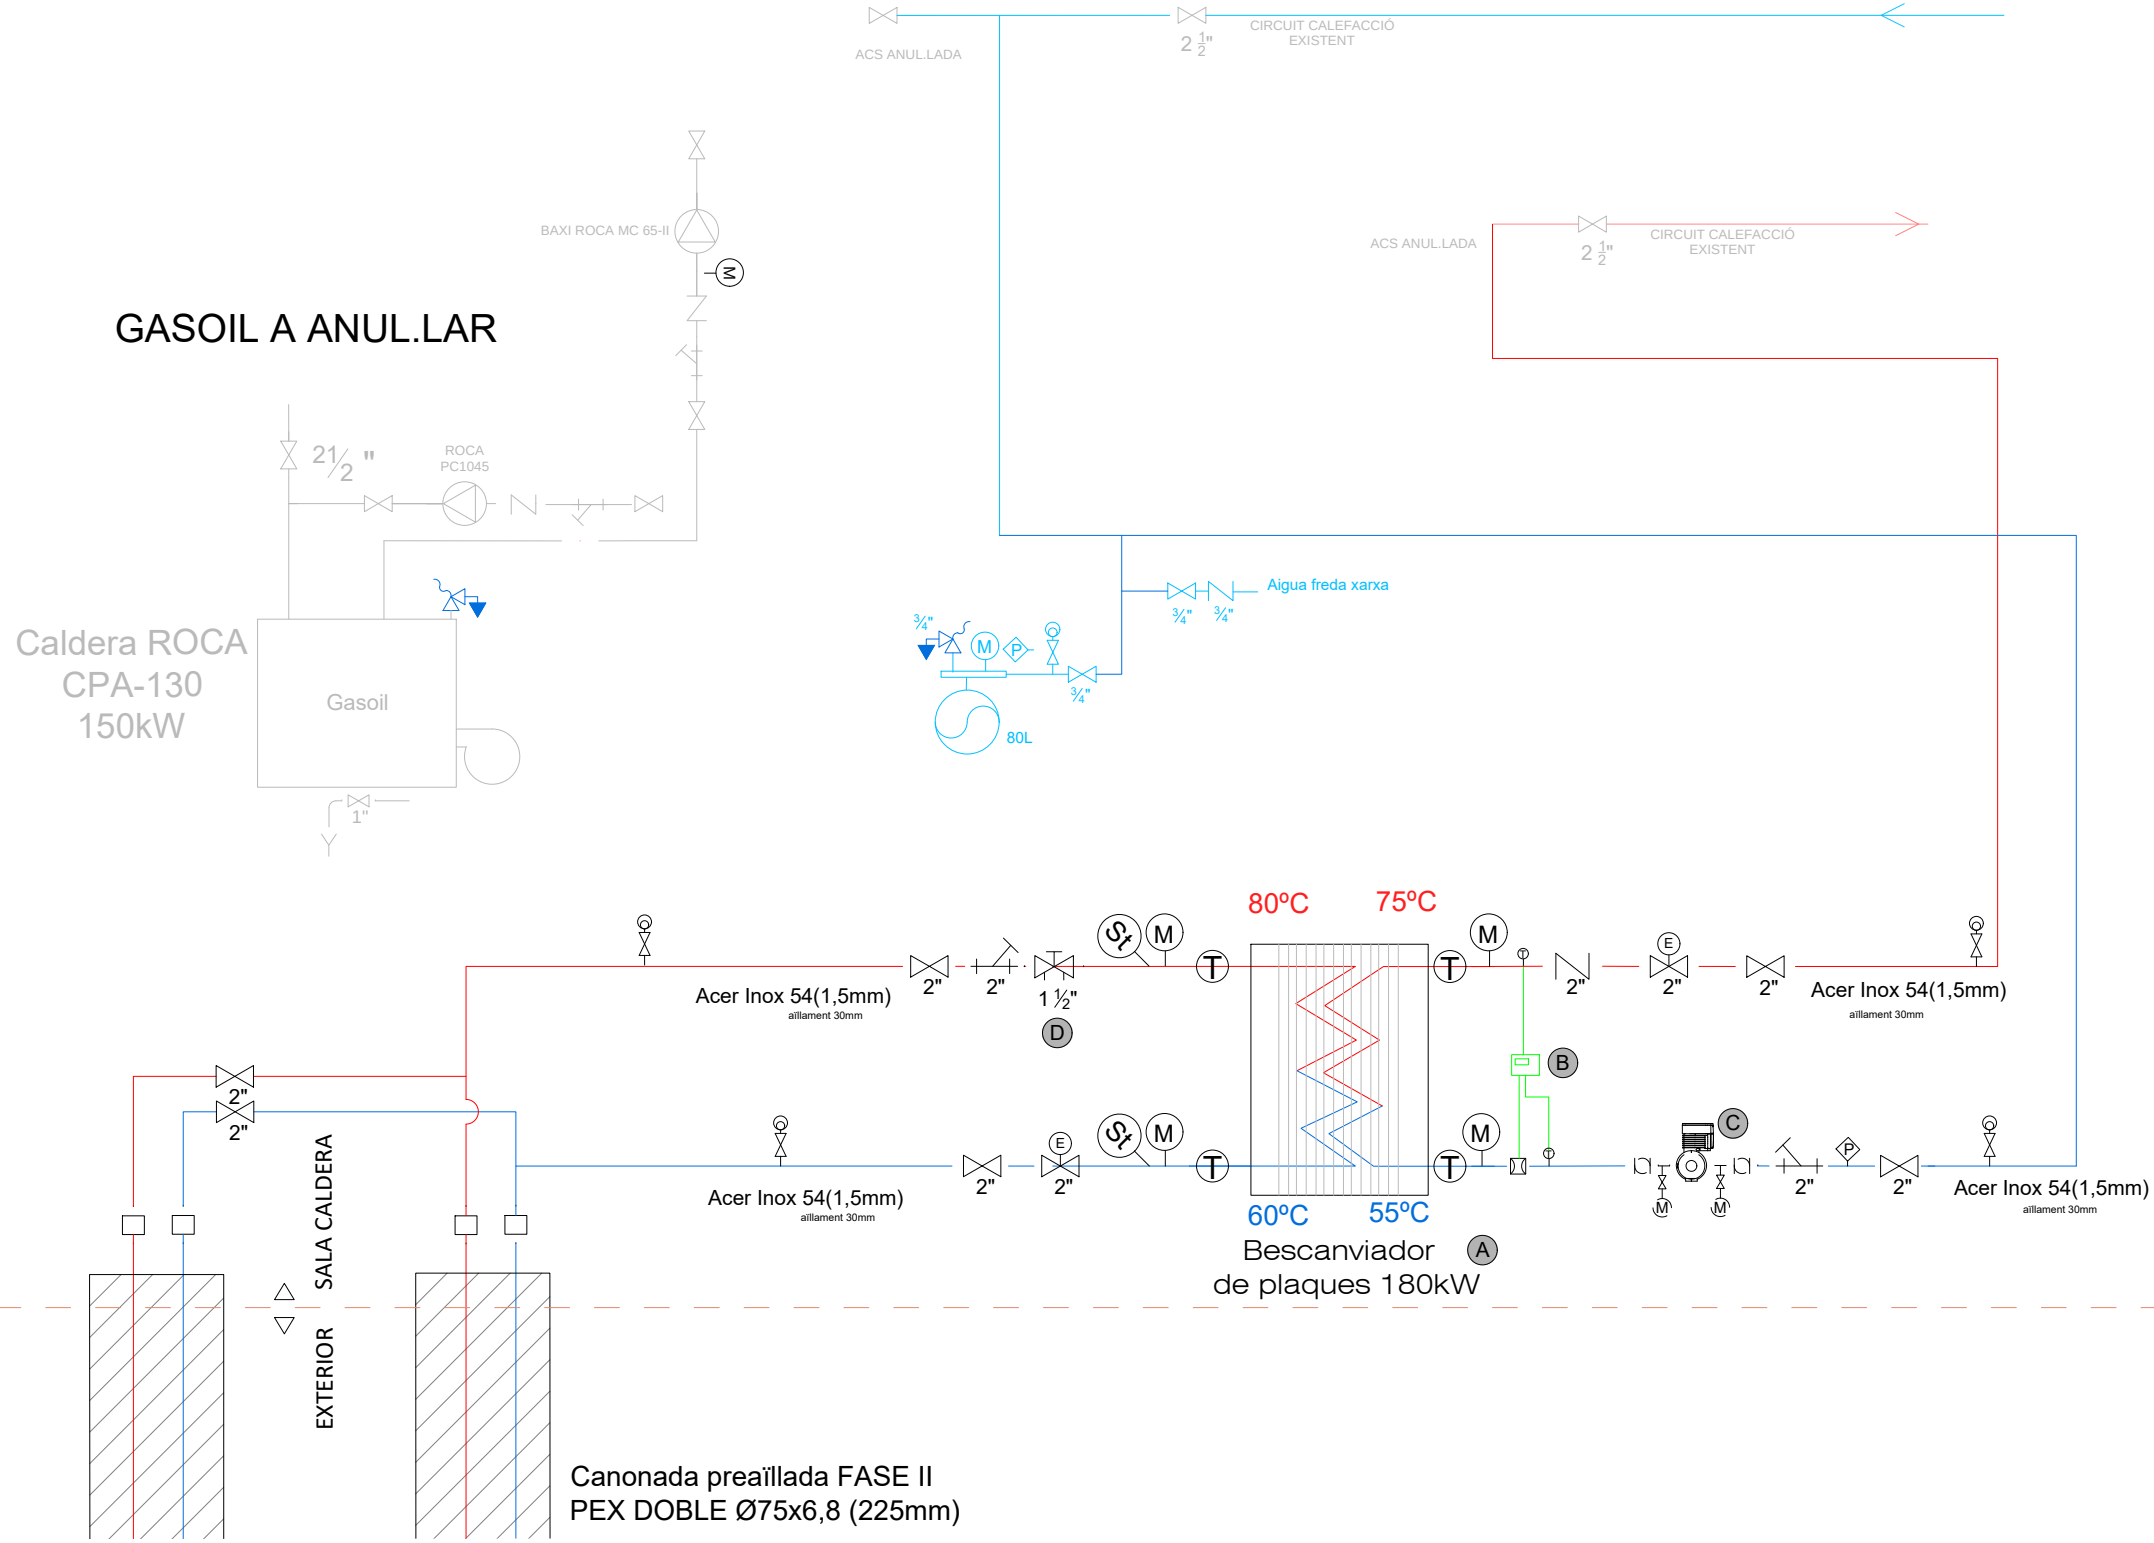 ACS ANUL.LADA
2 1/2"
CIRCUIT CALEFACCIÓ
EXISTENT
BAXI ROCA MC 65-II
M
ACS ANUL.LADA
2 1/2"
CIRCUIT CALEFACCIÓ
EXISTENT
GASOIL A ANUL.LAR
21/2 "
ROCA
PC1045
Caldera ROCA
CPA-130
150kW
Gasoil
1"
Aigua freda xarxa
3/4"
3/4"
3/4"
M
P
3/4"
80L
80ºC
75ºC
St
M
M
E
T
T
T
2"
2"
1 1/2"
2"
2"
2"
Acer Inox 54(1,5mm)
aïllament 30mm
Acer Inox 54(1,5mm)
aïllament 30mm
D
B
2"
2"
E
St
M
M
C
T
T
T
P
2"
2"
M
M
2"
2"
Acer Inox 54(1,5mm)
aïllament 30mm
Acer Inox 54(1,5mm)
aïllament 30mm
60ºC
55ºC
Bescanviador
A
de plaques 180kW
SALA CALDERA
EXTERIOR
Canonada preaïllada FASE II
PEX DOBLE Ø75x6,8 (225mm)